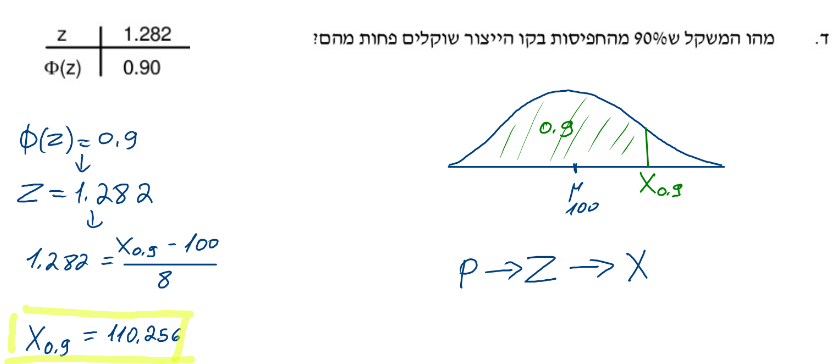 ד. מהו המשקל ש90% מהחפיסות בקו הייצור שוקלים פחות מהם?
z 1.282
Φ(z) 0.90
0.9
μ
100
X₀.₉
ϕ(z) = 0.9
↓
Z = 1.282
↓
1.282 = (X₀.₉ - 100) / 8
P → Z → X
X₀.₉ = 110.256